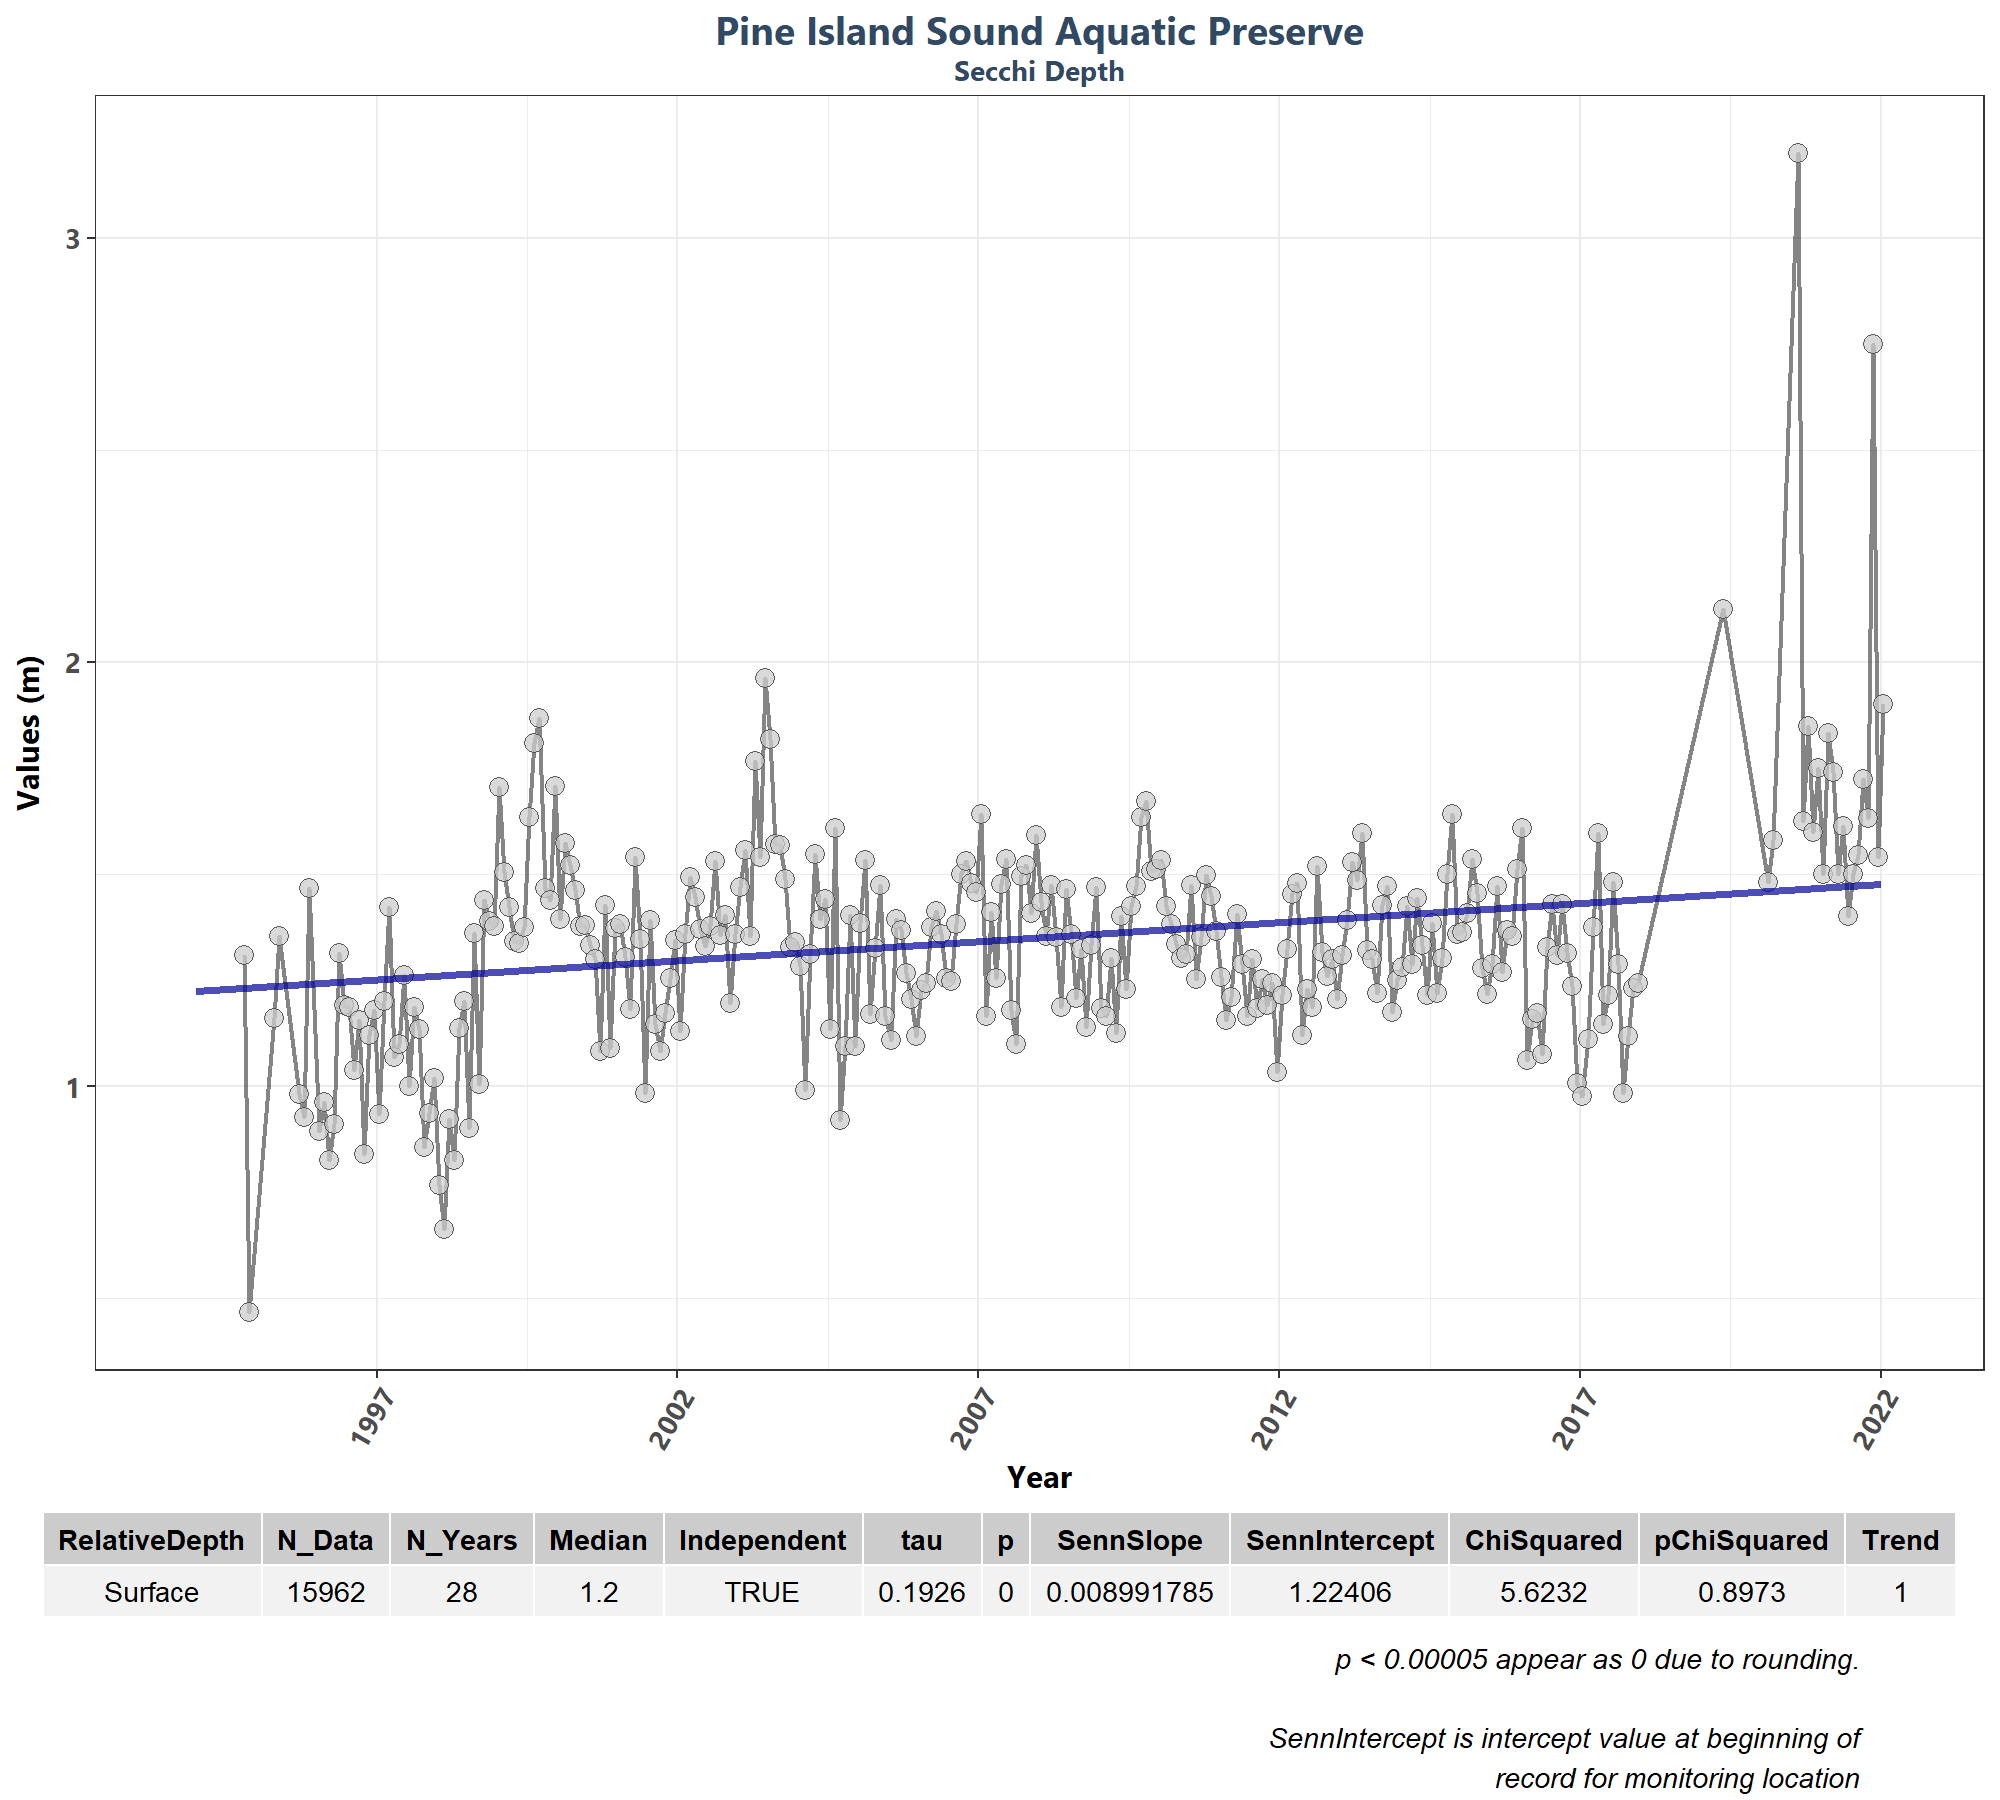 Pine Island Sound Aquatic Preserve
Secchi Depth
Values (m)
3
2
1
1997
2002
2007
2012
2017
2022
Year
RelativeDepth N_Data N_Years Median Independent tau p SennSlope SennIntercept ChiSquared pChiSquared Trend
Surface 15962 28 1.2 TRUE 0.1926 0 0.008991785 1.22406 5.6232 0.8973 1
p < 0.00005 appear as 0 due to rounding.
SennIntercept is intercept value at beginning of
record for monitoring location